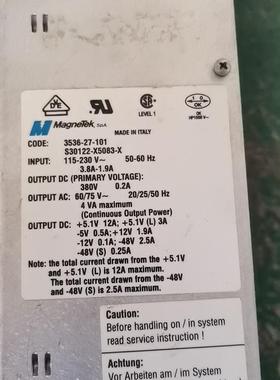 MAGNETEK SpA
LEVEL 1
OK
HP1500 V~
MADE IN ITALY
CODE: 3536-27-101
S30122-X5083-X
INPUT: 115-230 V~ 50-60 Hz
3.8A-1.9A
OUTPUT DC (PRIMARY VOLTAGE):
380V 0.2A
OUTPUT AC: 60/75 V~ 20/25/50 Hz
4 VA maximum
(Continuous Output Power)
OUTPUT DC: +5.1V 12A; +5.1V (L) 3A
-5V 0.5A; +12V 1.9A
-12V 0.1A; -48V 2.5A
-48V (S) 0.25A
Note: the total current drawn from the +5.1V
and +5.1V (L) is 12A maximum;
The total current drawn from the -48V
and -48V (S) is 2.5A maximum.
Caution:
Before handling on / in system
read service instruction !
Achtung:
Vor Arbeiten am / im System